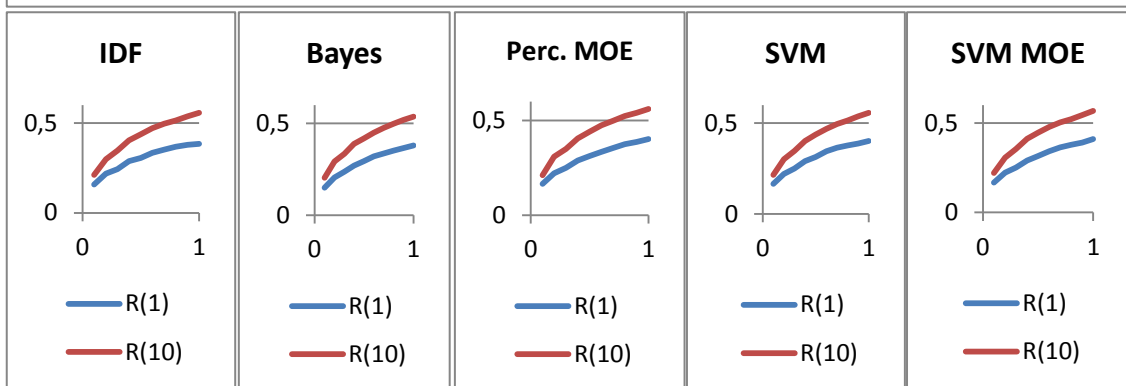 IDF
0,5
0
0 1
R(1)
R(10)
Bayes
0,5
0
0 1
R(1)
R(10)
Perc. MOE
0,5
0
0 1
R(1)
R(10)
SVM
0,5
0
0 1
R(1)
R(10)
SVM MOE
0,5
0
0 1
R(1)
R(10)